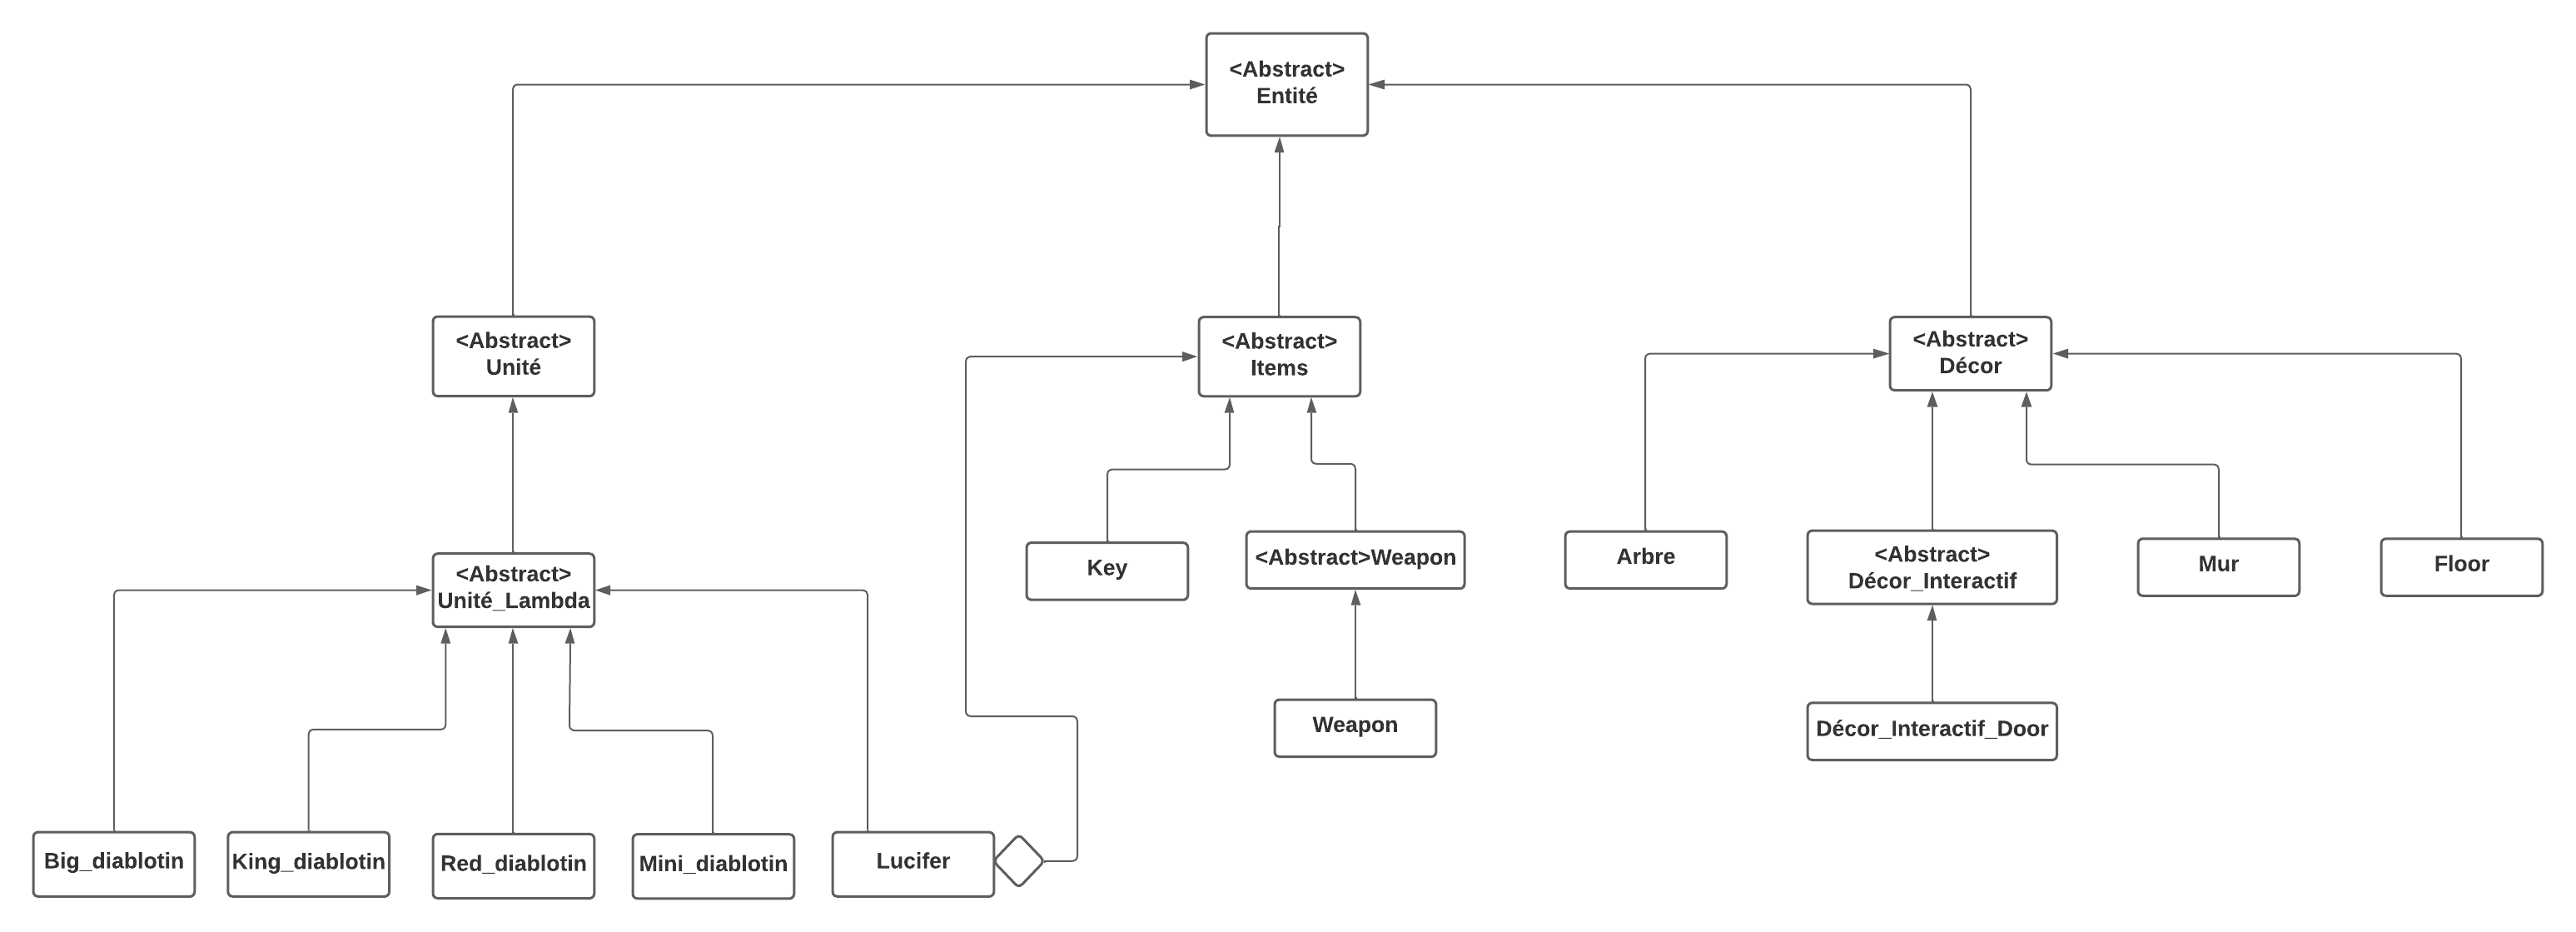 <Abstract>
Entité
<Abstract>
Unité
<Abstract>
Items
<Abstract>
Décor
<Abstract>
Unité_Lambda
Key
<Abstract>Weapon
Arbre
<Abstract>
Décor_Interactif
Mur
Floor
Weapon
Décor_Interactif_Door
Big_diablotin
King_diablotin
Red_diablotin
Mini_diablotin
Lucifer